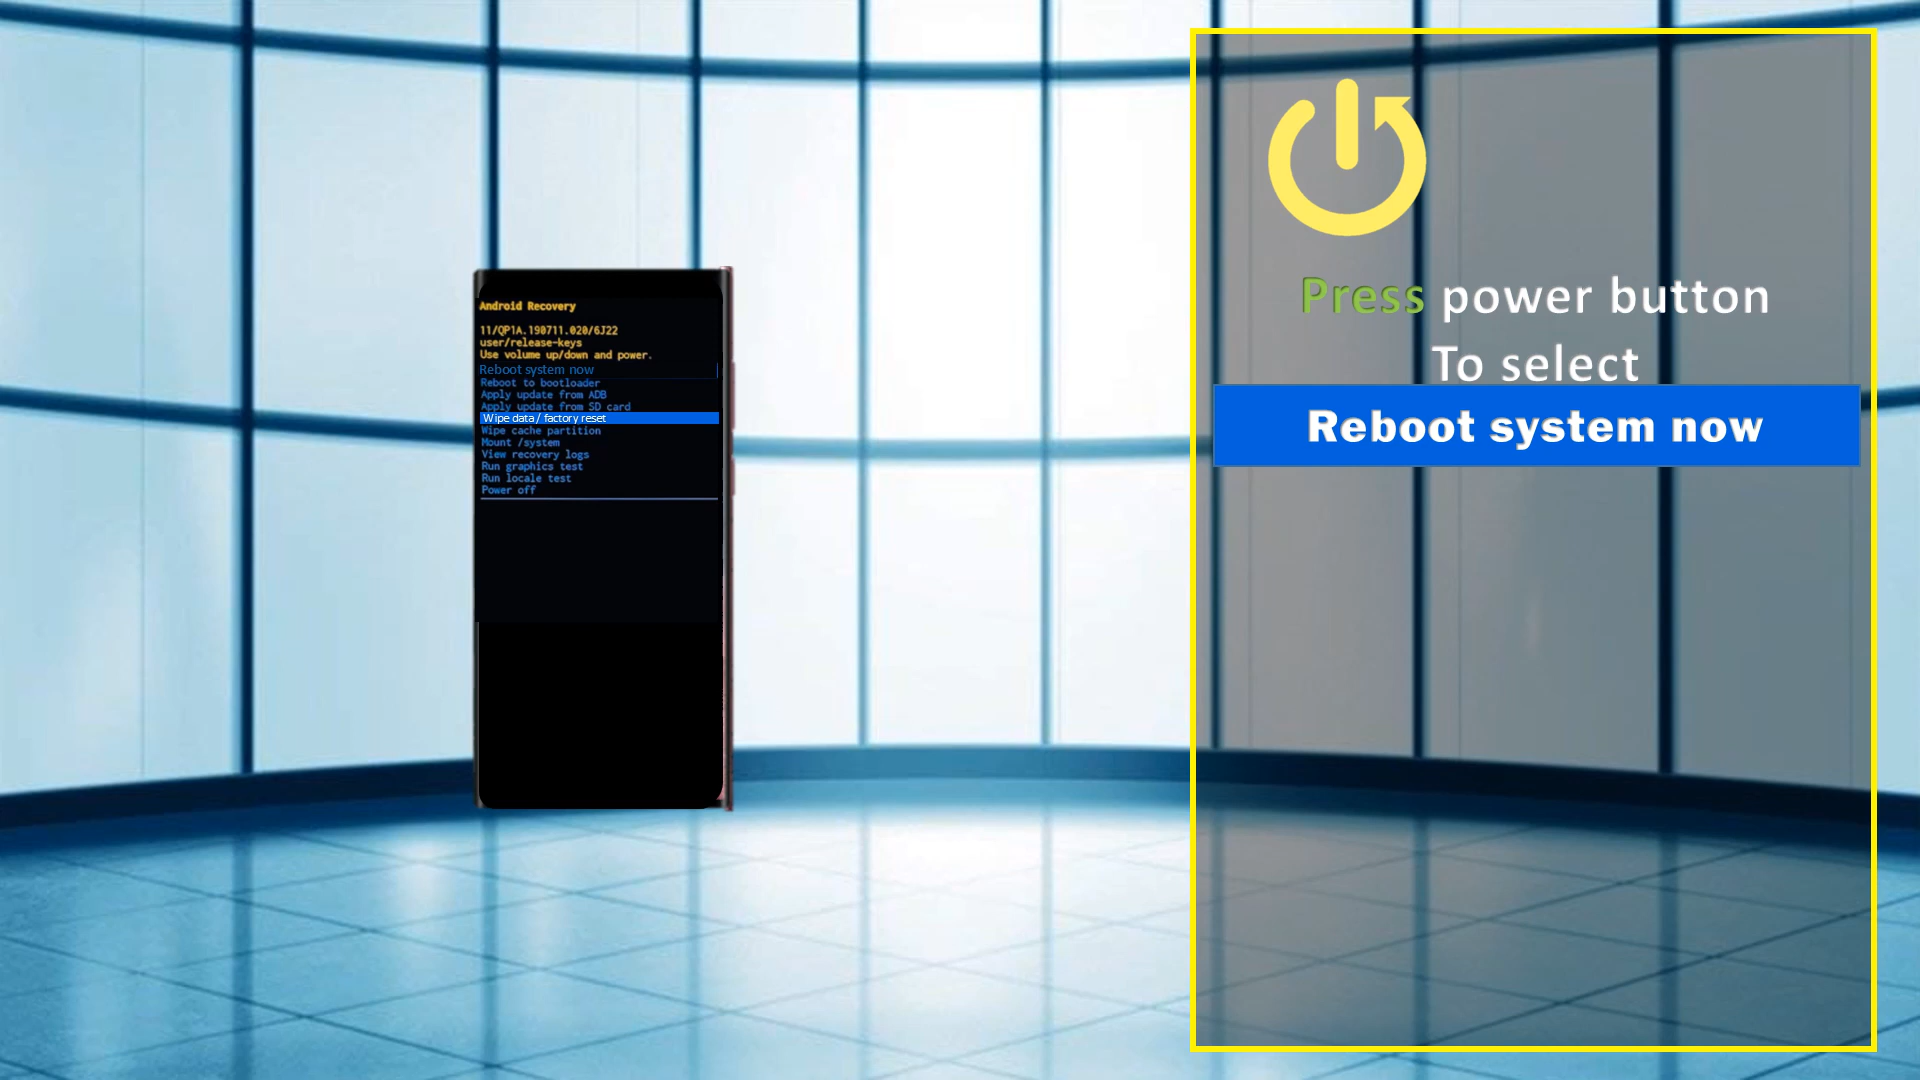 Android Recovery
11/QP1A.190711.020/6J22
user/release-keys
Use volume up/down and power.
Reboot system now
Reboot to bootloader
Apply update from ADB
Apply update from SD card
Wipe data / factory reset
Wipe cache partition
Mount /system
View recovery logs
Run graphics test
Run locale test
Power off
Press power button
To select
Reboot system now